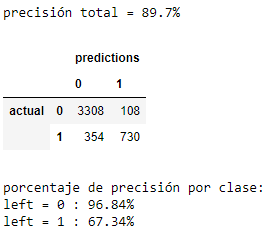 precisión total = 89.7%
predictions
0 1
actual 0 3308 108
1 354 730
porcentaje de precisión por clase:
left = 0 : 96.84%
left = 1 : 67.34%